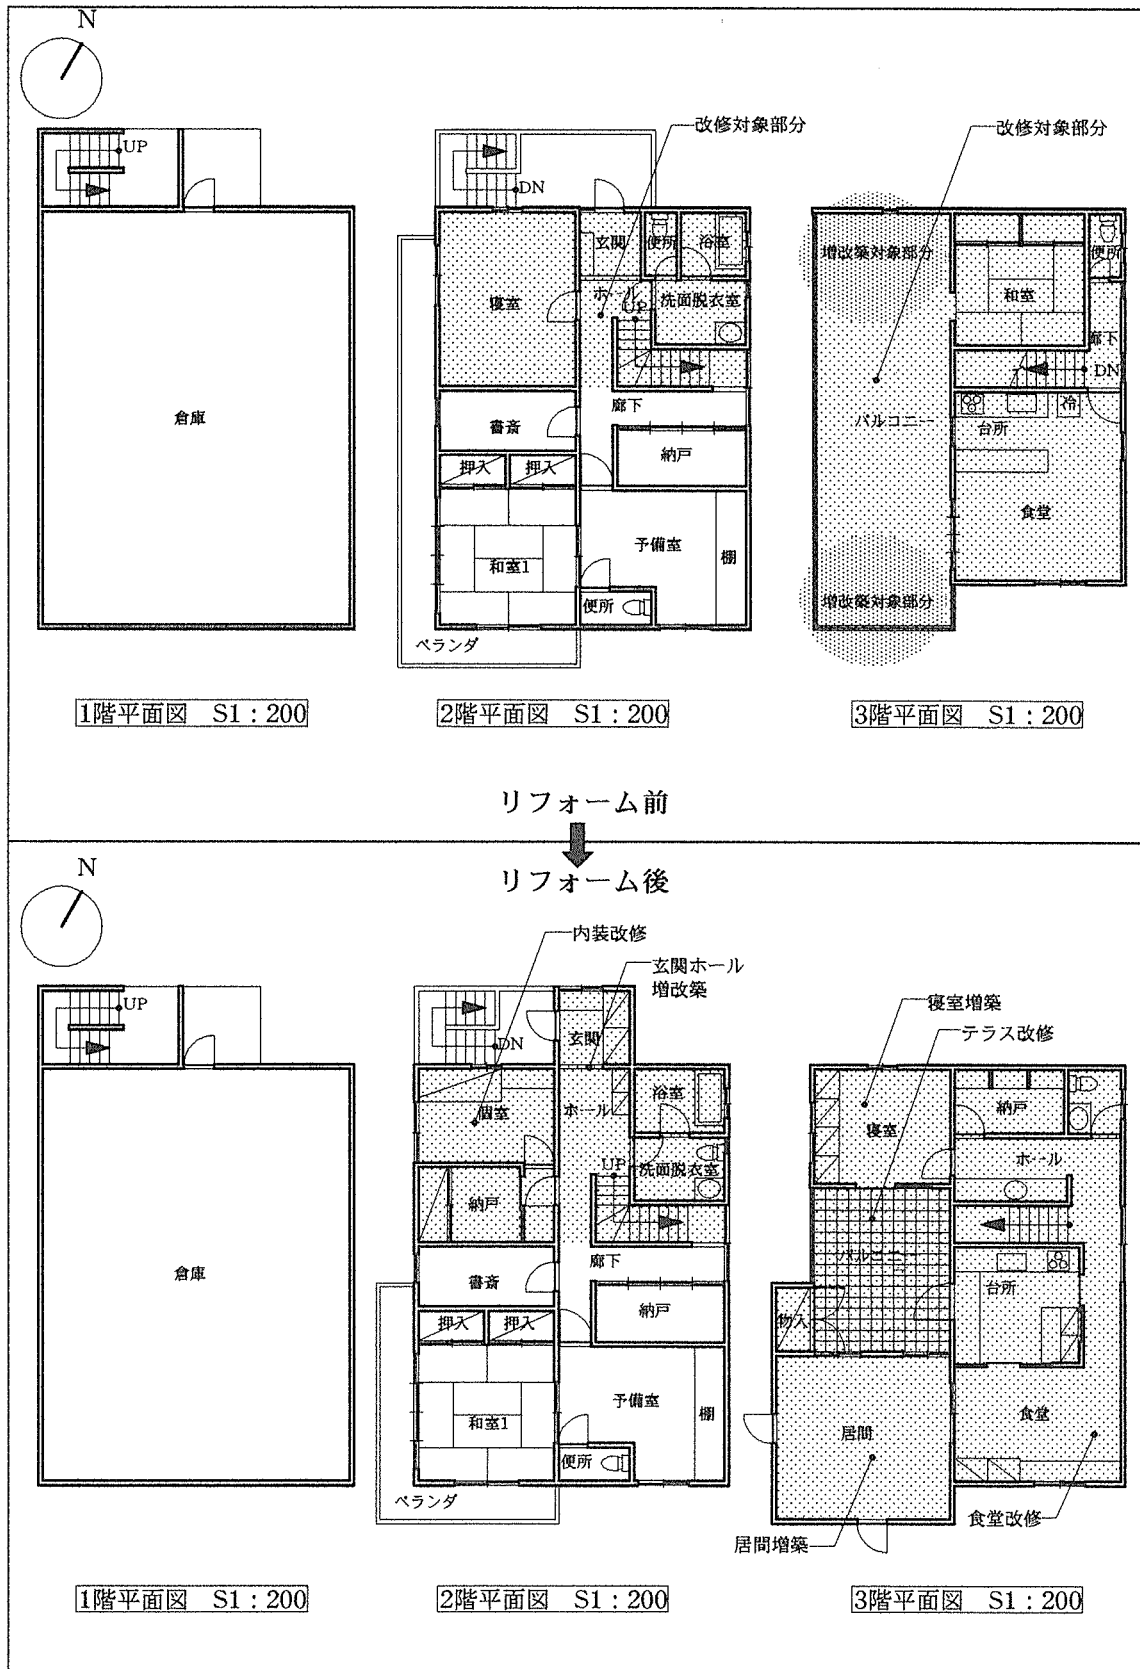 N
UP
倉庫
1階平面図 S1：200
改修対象部分
DN
玄関
便所
浴室
寝室
ホール
UP
洗面脱衣室
廊下
書斎
納戸
押入
押入
予備室
棚
和室1
便所
ベランダ
2階平面図 S1：200
改修対象部分
増改築対象部分
便所
和室
廊下
DN
冷
バルコニー
台所
食堂
増改築対象部分
3階平面図 S1：200
リフォーム前
リフォーム後
N
UP
倉庫
1階平面図 S1：200
内装改修
玄関ホール
増改築
玄関
DN
個室
ホール
浴室
UP
洗面脱衣室
納戸
廊下
書斎
納戸
押入
押入
予備室
棚
和室1
便所
ベランダ
2階平面図 S1：200
寝室増築
テラス改修
納戸
寝室
ホール
バルコニー
台所
物入
食堂
居間
食堂改修
居間増築
3階平面図 S1：200